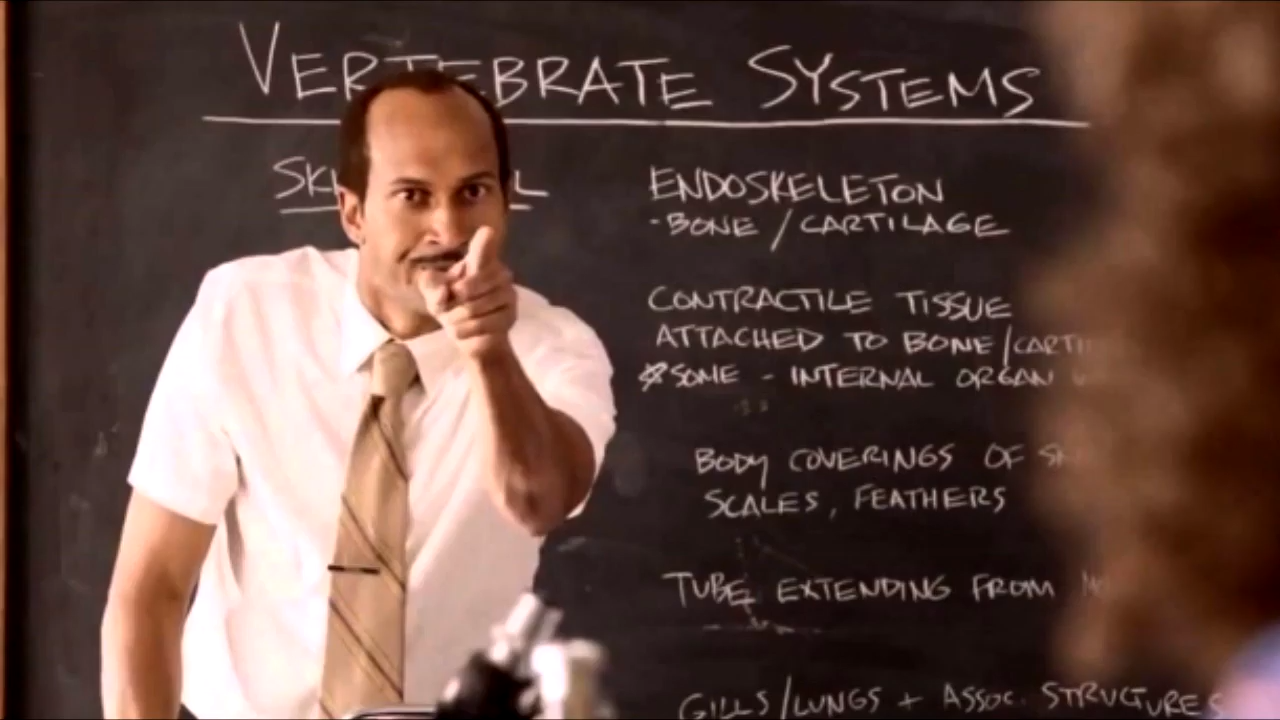 VERTEBRATE SYSTEMS
ENDOSKELETON
-BONE/CARTILAGE
CONTRACTILE TISSUE
ATTACHED TO BONE/
*SOME - INTERNAL ORGAN
BODY COVERINGS OF
SCALES, FEATHERS
TUBE EXTENDING FROM
GILLS/LUNGS + ASSOC. STRUCTURES